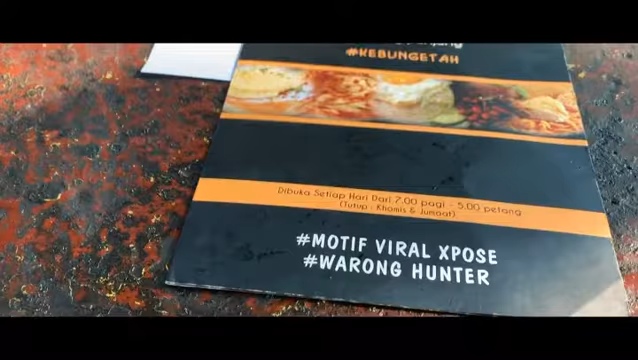 #KEBUNGETAH
Dibuka Setiap Hari Dari 7.00 pagi - 5.00 petang
(Tutup : Khamis & Jumaat)
#MOTIF VIRAL XPOSE
#WARONG HUNTER